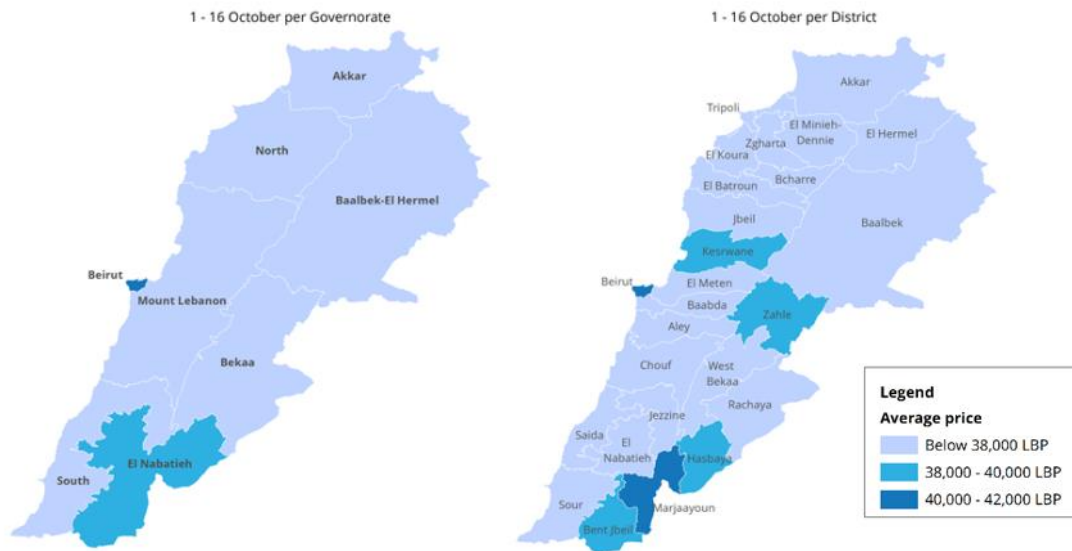 1 - 16 October per Governorate
Akkar
North
Baalbek-El Hermel
Beirut
Mount Lebanon
Bekaa
El Nabatieh
South
1 - 16 October per District
Akkar
Tripoli
El Minieh-
Dennie
El Hermel
Zgharta
El Koura
Bcharre
El Batroun
Jbeil
Baalbek
Kesrwane
Beirut
El Meten
Baabda
Zahle
Aley
Chouf
West
Bekaa
Rachaya
Jezzine
Saida
El
Nabatieh
Hasbaya
Sour
Marjaayoun
Bent Jbeil
Legend
Average price
Below 38,000 LBP
38,000 - 40,000 LBP
40,000 - 42,000 LBP